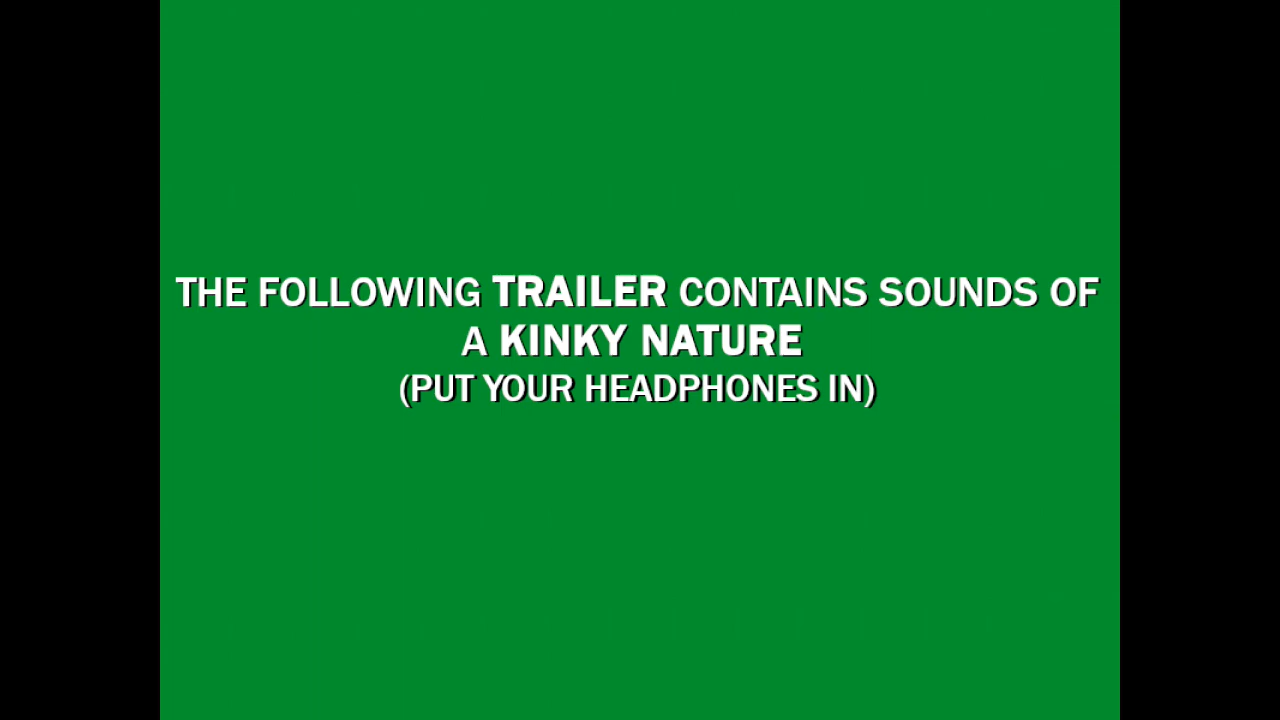 THE FOLLOWING TRAILER CONTAINS SOUNDS OF
A KINKY NATURE
(PUT YOUR HEADPHONES IN)